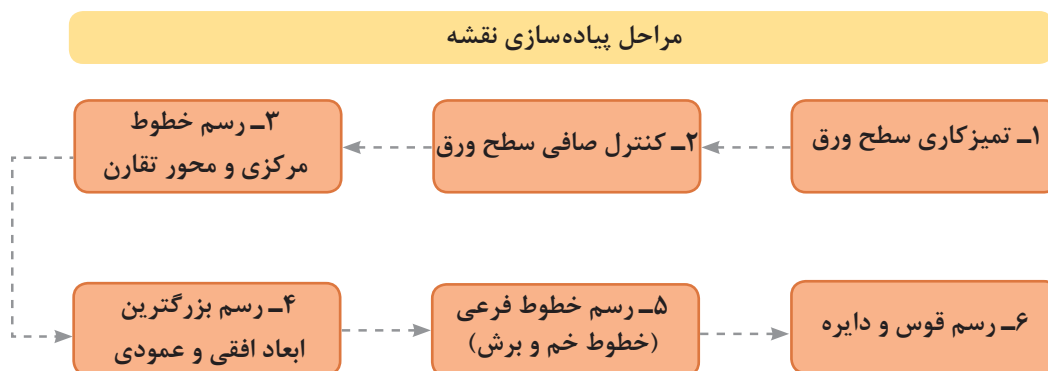 مراحل پیاده‌سازی نقشه
۱ـ تمیزکاری سطح ورق
۲ـ کنترل صافی سطح ورق
۳ـ رسم خطوط
مرکزی و محور تقارن
۴ـ رسم بزرگترین
ابعاد افقی و عمودی
۵ـ رسم خطوط فرعی
(خطوط خم و برش)
۶ـ رسم قوس و دایره